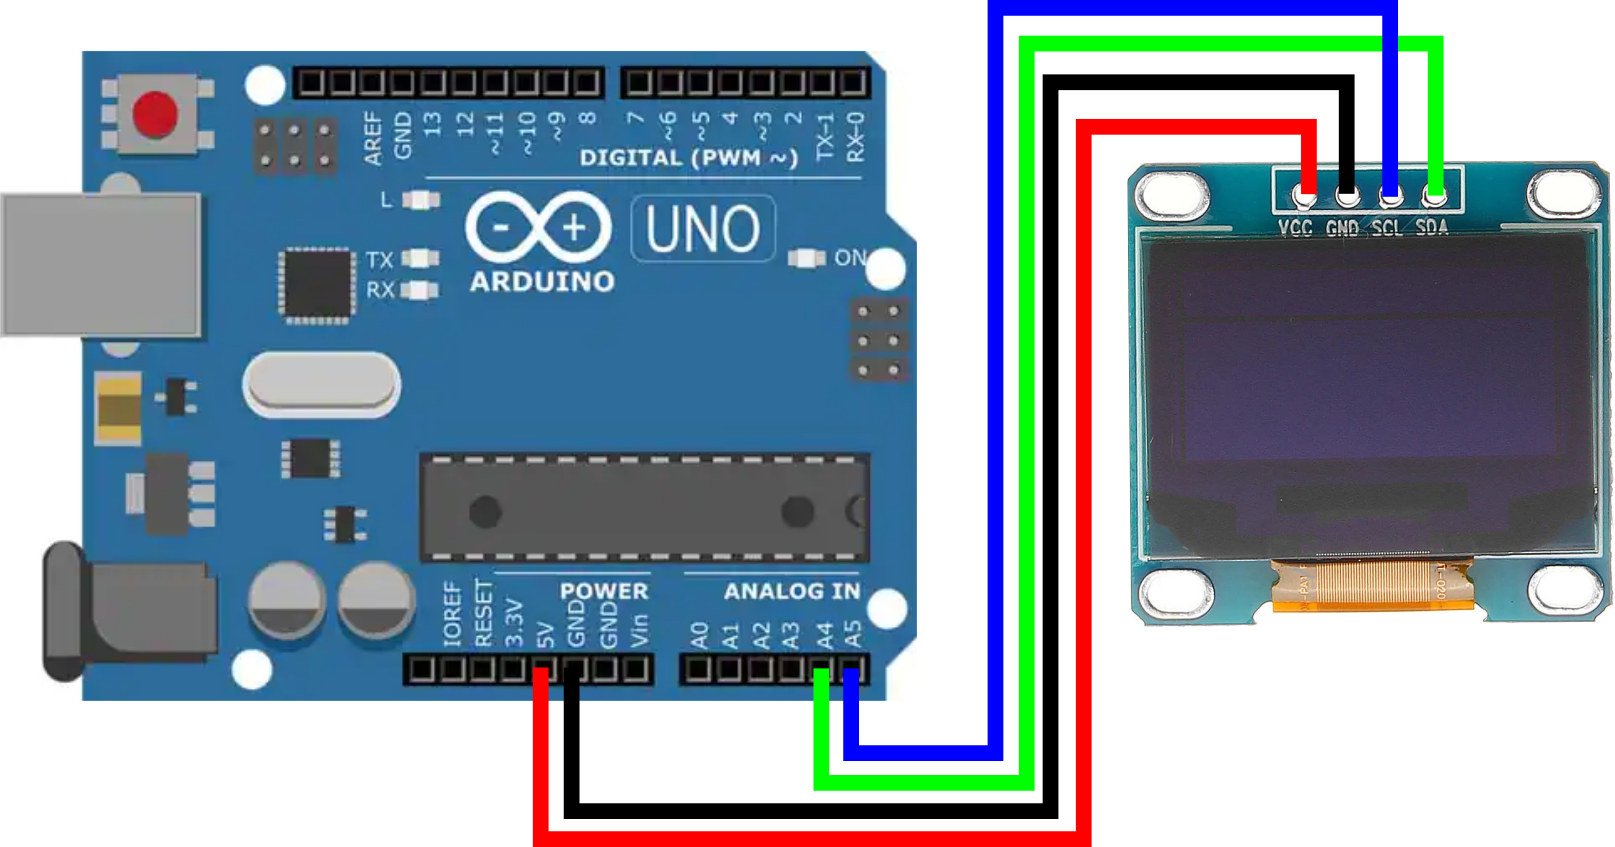 AREF
GND
13
12
~11
~10
~9
8
7
~6
~5
4
~3
2
TX-1
RX-0
DIGITAL (PWM ~)
L
TX
RX
- +
ARDUINO
UNO
ON
VCC GND SCL SDA
POWER
ANALOG IN
IOREF
RESET
3.3V
5V
GND
GND
Vin
A0
A1
A2
A3
A4
A5